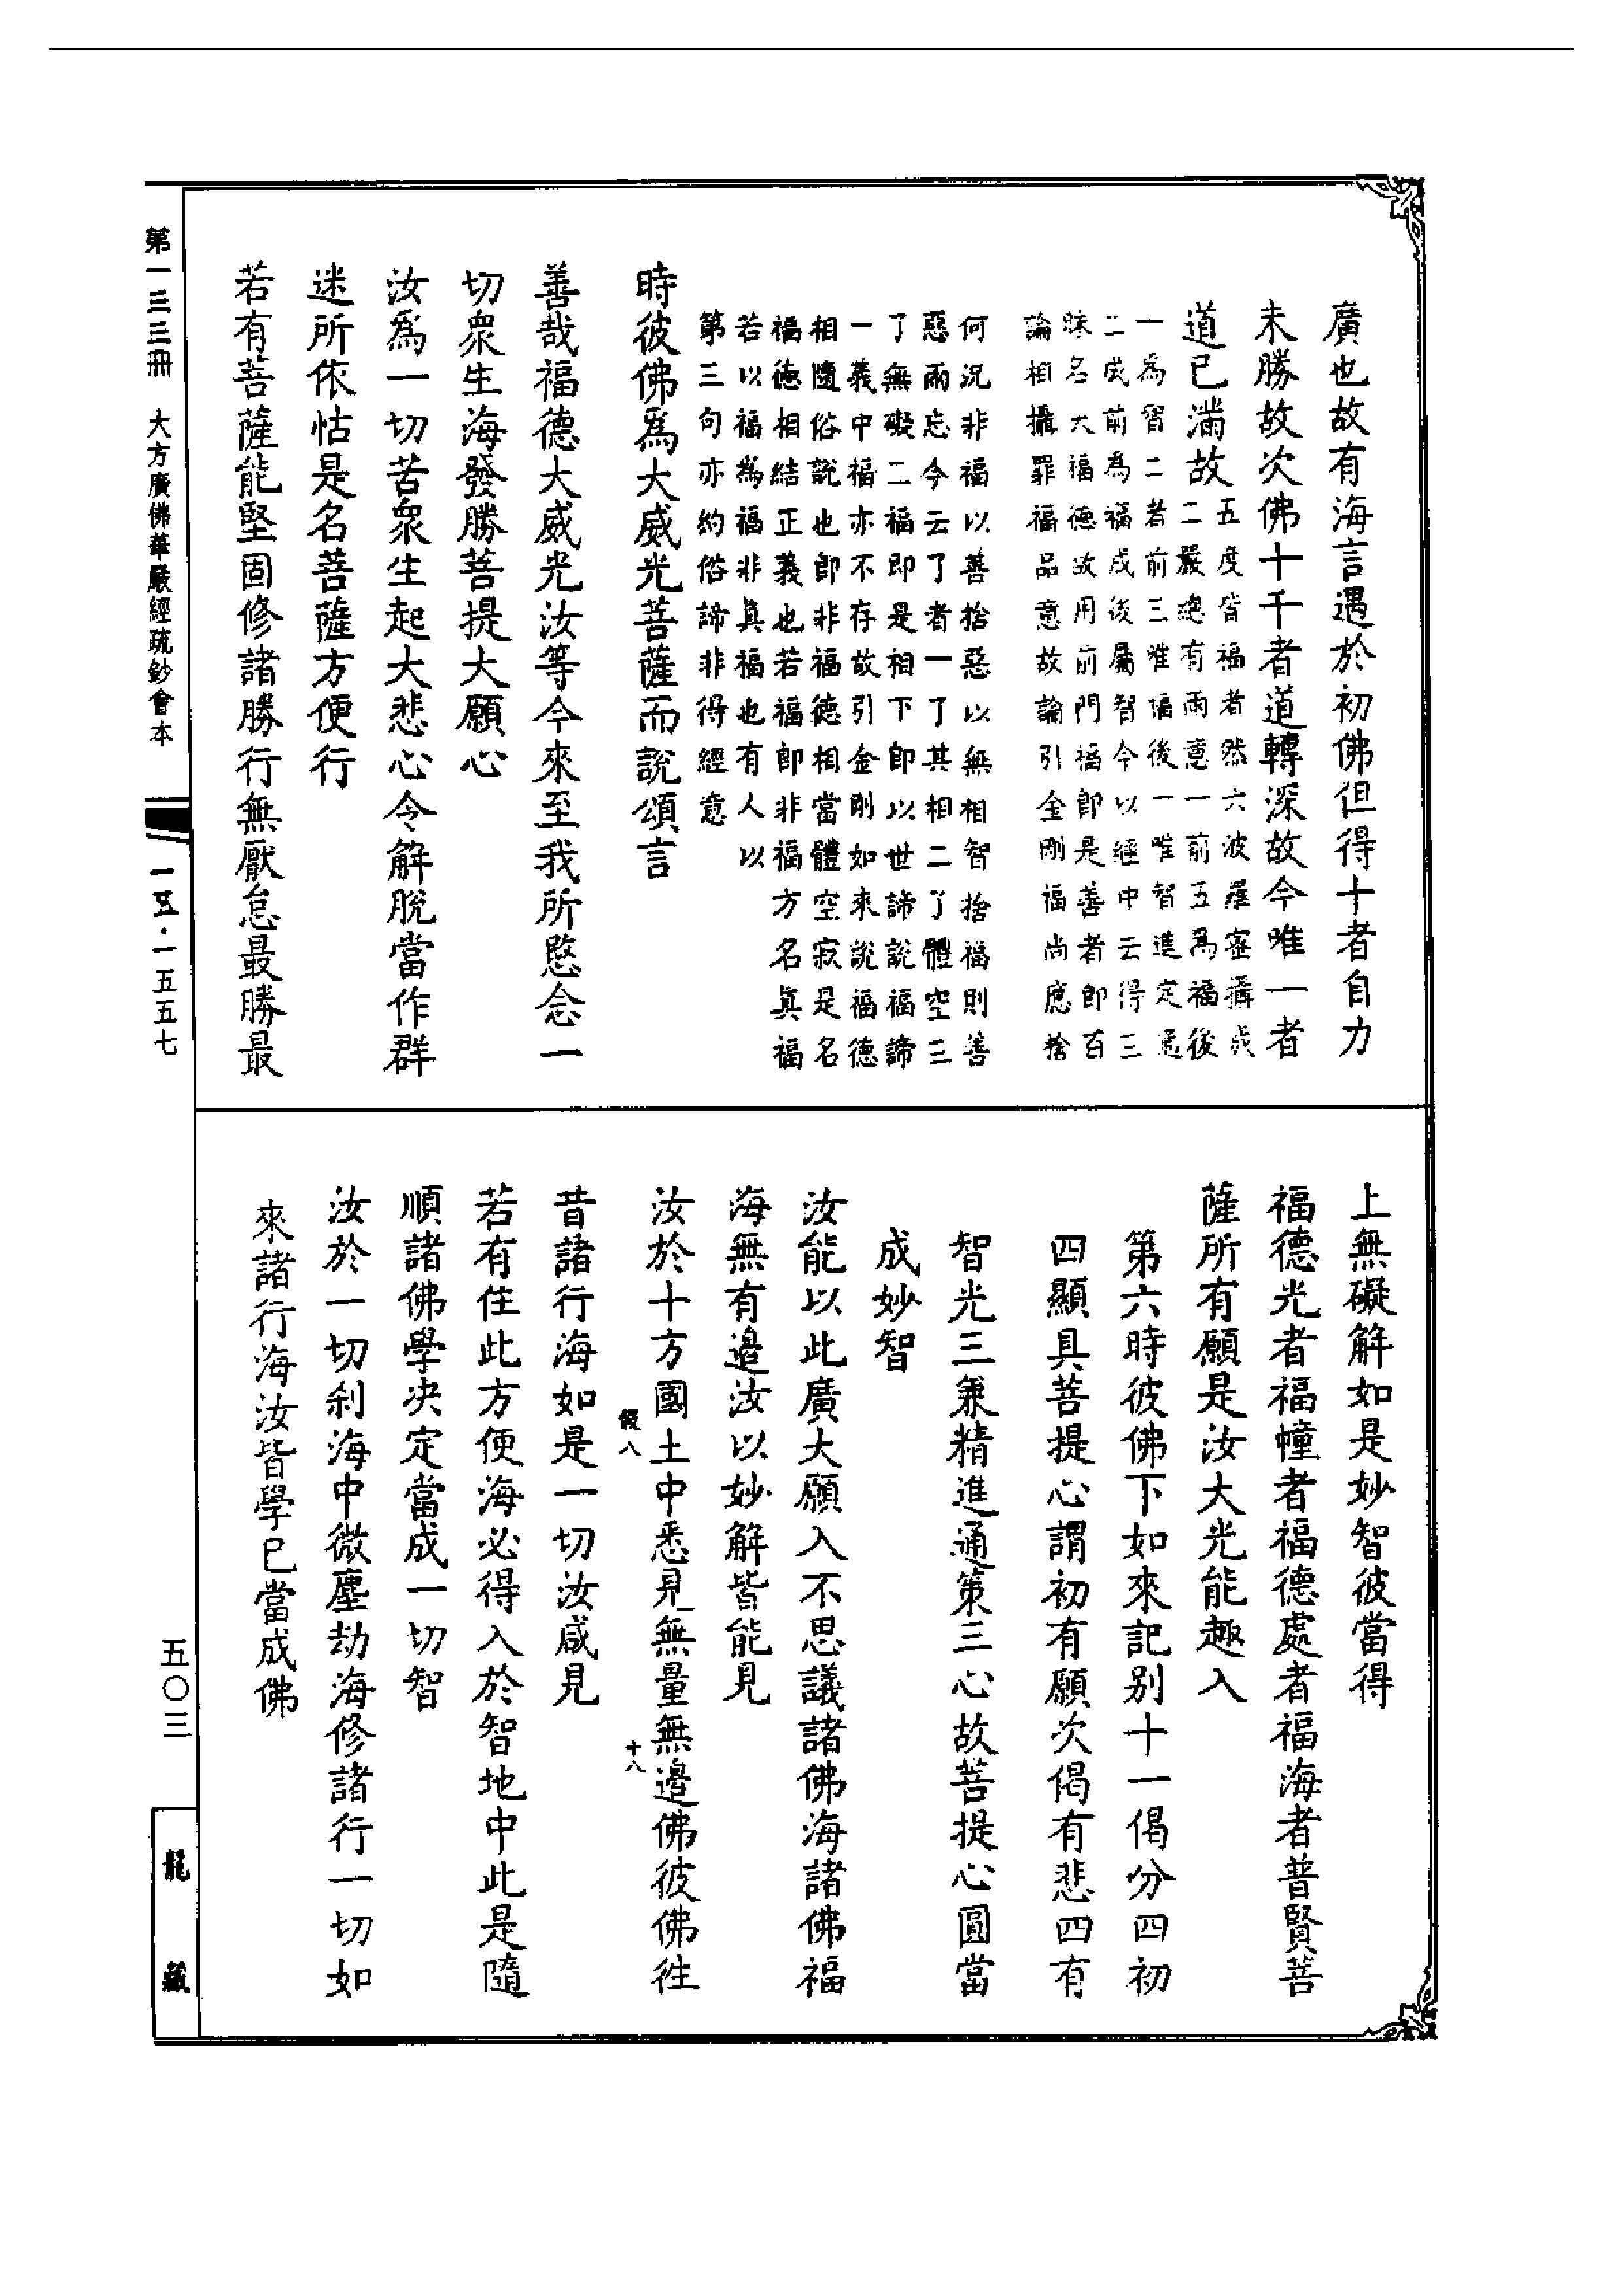 廣也故有海言遇於初佛但得十者自力
未勝故次佛十千者道轉深故今唯一者
道已滿故
五度皆福者然六波羅蜜攝成
二嚴總有兩意一前五為福後
一為智二者前三唯福後一唯智進定通
二成前為福成後屬智今以經中云得三
昧名大福德故用前門福即是善者即百
論相攝罪福品意故論引金剛福尚應捨
何況非福以善捨惡以無相智捨福則善
惡兩忘今云了者一了其相二了體空三
了無礙二福即是相下即以世諦說福諦
一義中福亦不存故引金剛如來說福德
相隨俗說也即非福德相當體空寂是名
福德相結正義也若福即非福方名真福
若以福為福非真福也有人以
第三句亦約俗諦非得經意
時彼佛爲大威光菩薩而說頌言
善哉福德大威光汝等今來至我所愍念一
切衆生海發勝菩提大願心
汝爲一切苦衆生起大悲心令解脫當作群
迷所依怙是名菩薩方便行
若有菩薩能堅固修諸勝行無厭怠最勝最
上無礙解如是妙智彼當得
福德光者福幢者福德處者福海者普賢菩
薩所有願是汝大光能趣入
第六時彼佛下如來記別十一偈分四初
四顯具菩提心謂初有願次偈有悲四有
智光三兼精進通策三心故菩提心圓當
成妙智
汝能以此廣大願入不思議諸佛海諸佛福
海無有邊汝以妙解皆能見
汝於十方國土中悉見無量無邊佛彼佛往
昔諸行海如是一切汝咸見
若有住此方便海必得入於智地中此是隨
順諸佛學決定當成一切智
汝於一切刹海中微塵劫海修諸行一切如
來諸行海汝皆學已當成佛
十八
第一三三冊　大方廣佛華嚴經疏鈔會本
一五·一五五七
五〇三
龍藏